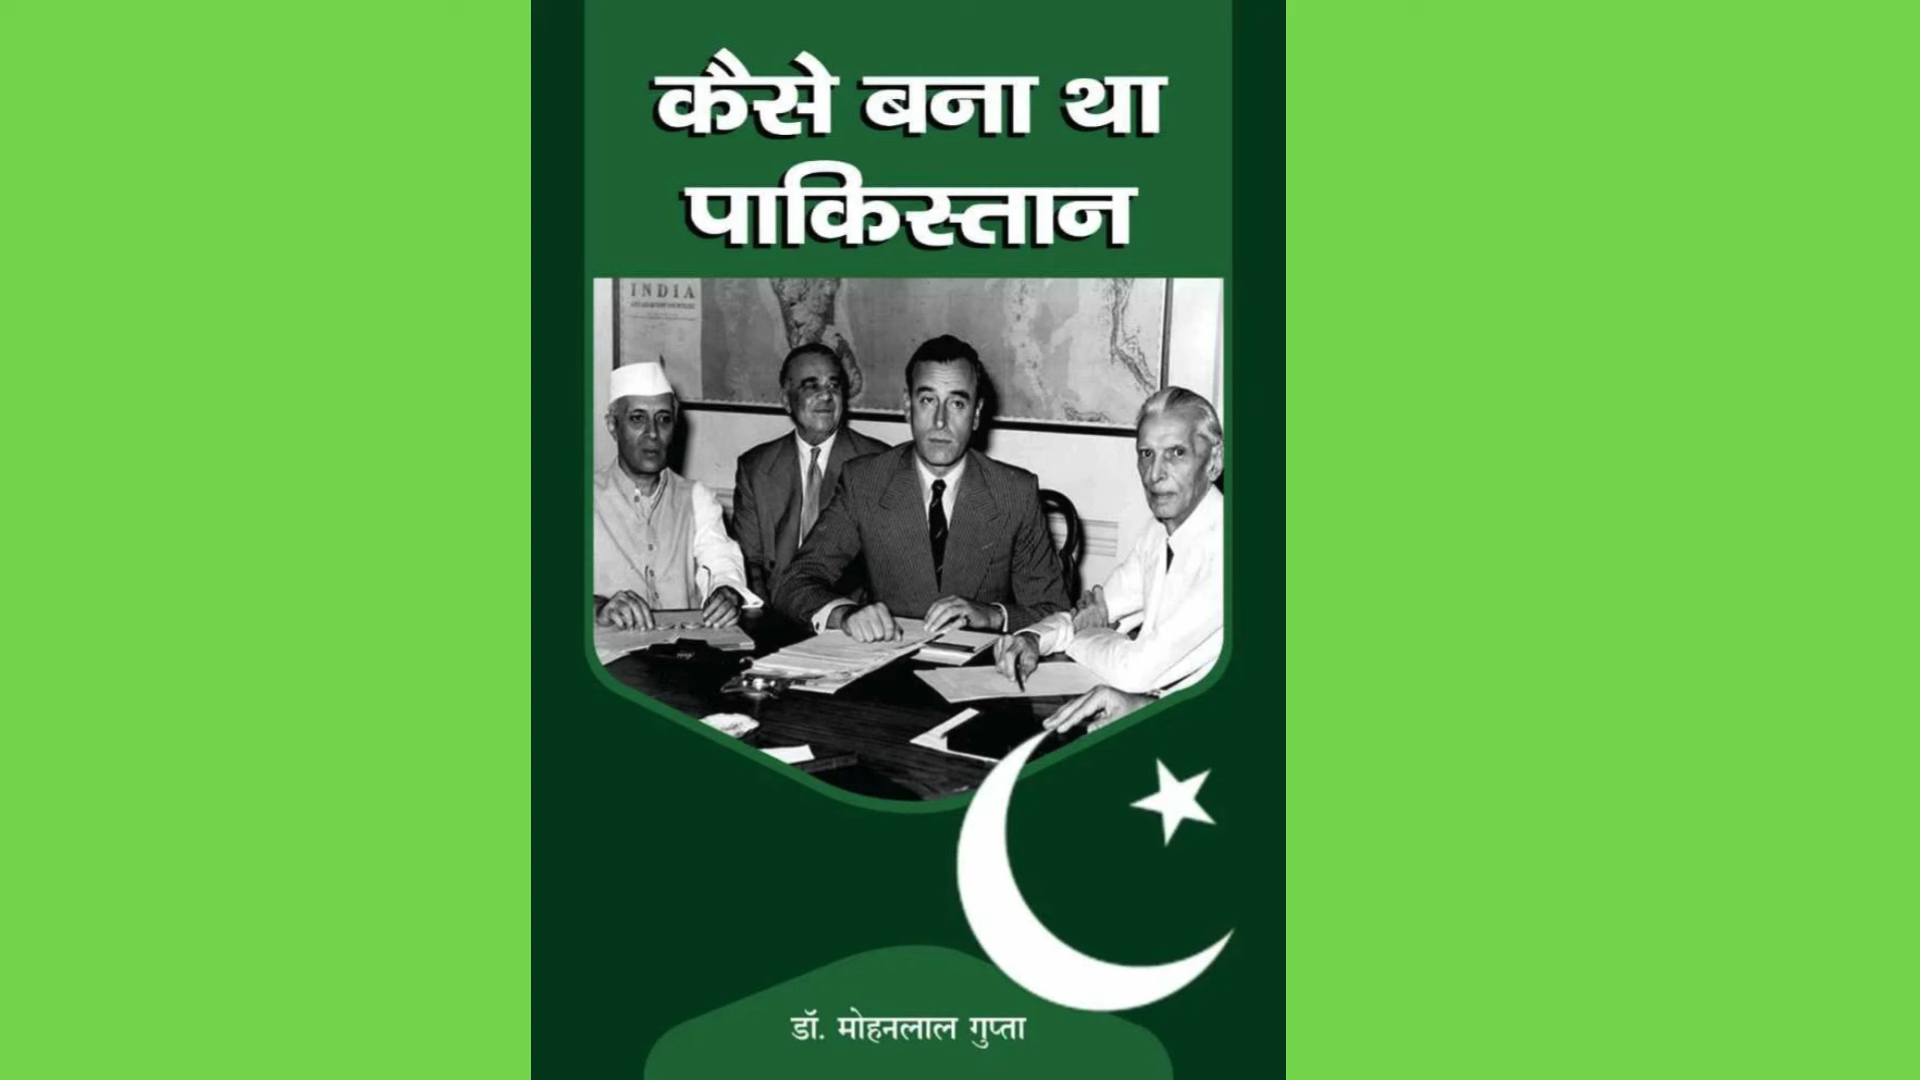 कैसे बना था
पाकिस्तान
INDIA
डॉ. मोहनलाल गुप्ता